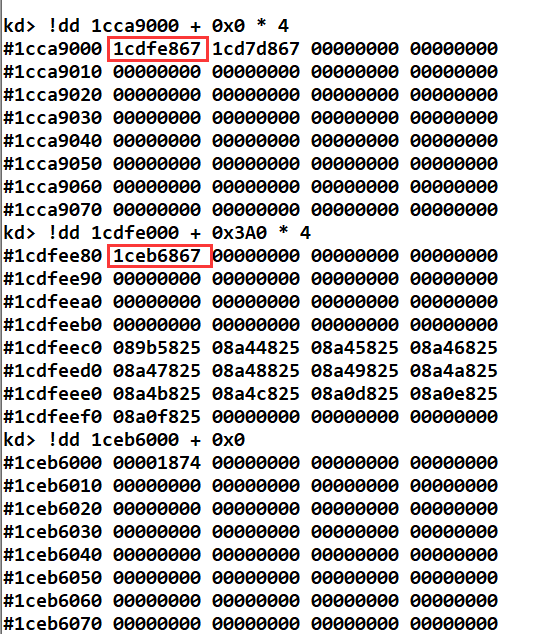 kd> !dd 1cca9000 + 0x0 * 4
#1cca9000 1cdfe867 1cd7d867 00000000 00000000
#1cca9010 00000000 00000000 00000000 00000000
#1cca9020 00000000 00000000 00000000 00000000
#1cca9030 00000000 00000000 00000000 00000000
#1cca9040 00000000 00000000 00000000 00000000
#1cca9050 00000000 00000000 00000000 00000000
#1cca9060 00000000 00000000 00000000 00000000
#1cca9070 00000000 00000000 00000000 00000000
kd> !dd 1cdfe000 + 0x3A0 * 4
#1cdfee80 1ceb6867 00000000 00000000 00000000
#1cdfee90 00000000 00000000 00000000 00000000
#1cdfeea0 00000000 00000000 00000000 00000000
#1cdfeeb0 00000000 00000000 00000000 00000000
#1cdfeec0 089b5825 08a44825 08a45825 08a46825
#1cdfeed0 08a47825 08a48825 08a49825 08a4a825
#1cdfeee0 08a4b825 08a4c825 08a0d825 08a0e825
#1cdfeef0 08a0f825 00000000 00000000 00000000
kd> !dd 1ceb6000 + 0x0
#1ceb6000 00001874 00000000 00000000 00000000
#1ceb6010 00000000 00000000 00000000 00000000
#1ceb6020 00000000 00000000 00000000 00000000
#1ceb6030 00000000 00000000 00000000 00000000
#1ceb6040 00000000 00000000 00000000 00000000
#1ceb6050 00000000 00000000 00000000 00000000
#1ceb6060 00000000 00000000 00000000 00000000
#1ceb6070 00000000 00000000 00000000 00000000